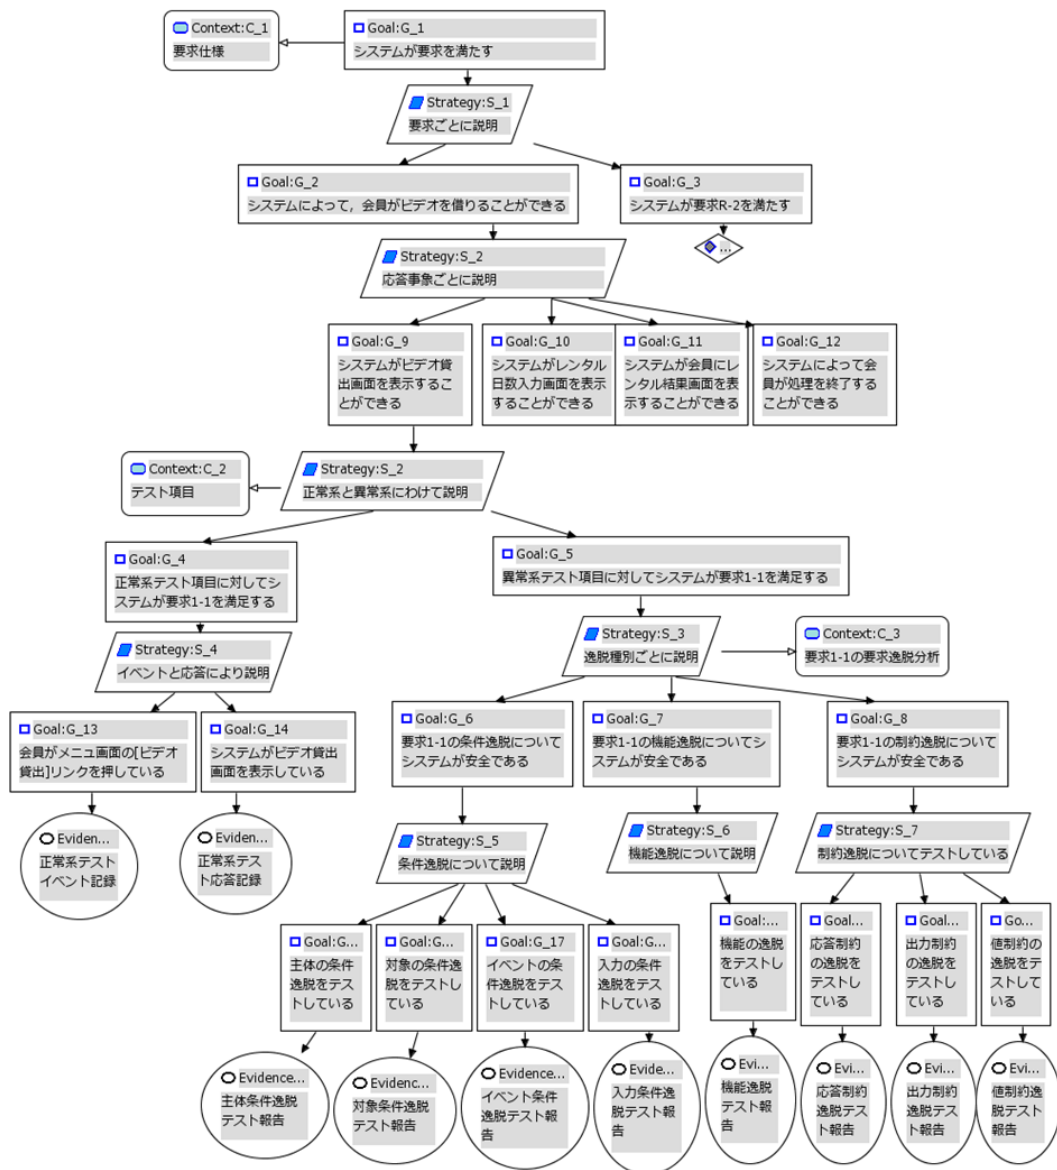 Context:C_1
要求仕様
Goal:G_1
システムが要求を満たす
Strategy:S_1
要求ごとに説明
Goal:G_2
システムによって，会員がビデオを借りることができる
Goal:G_3
システムが要求R-2を満たす
...
Strategy:S_2
応答事象ごとに説明
Goal:G_9
システムがビデオ貸
出画面を表示するこ
とができる
Goal:G_10
システムがレンタル
日数入力画面を表示
することができる
Goal:G_11
システムが会員にレ
ンタル結果画面を表
示することができる
Goal:G_12
システムによって会
員が処理を終了する
ことができる
Context:C_2
テスト項目
Strategy:S_2
正常系と異常系にわけて説明
Goal:G_4
正常系テスト項目に対してシ
ステムが要求1-1を満足する
Goal:G_5
異常系テスト項目に対してシステムが要求1-1を満足する
Strategy:S_4
イベントと応答により説明
Strategy:S_3
逸脱種別ごとに説明
Context:C_3
要求1-1の要求逸脱分析
Goal:G_13
会員がメニュ画面の[ビデオ
貸出]リンクを押している
Goal:G_14
システムがビデオ貸出
画面を表示している
Goal:G_6
要求1-1の条件逸脱について
システムが安全である
Goal:G_7
要求1-1の機能逸脱についてシ
ステムが安全である
Goal:G_8
要求1-1の制約逸脱について
システムが安全である
Eviden...
正常系テスト
イベント記録
Eviden...
正常系テス
ト応答記録
Strategy:S_5
条件逸脱について説明
Strategy:S_6
機能逸脱について説明
Strategy:S_7
制約逸脱についてテストしている
Goal:G...
主体の条件
逸脱をテス
トしている
Goal:G...
対象の条件逸
脱をテストし
ている
Goal:G_17
イベントの条
件逸脱をテス
トしている
Goal:G...
入力の条件
逸脱をテス
トしている
Goal:...
機能の逸脱
をテストし
ている
Goal...
応答制約
の逸脱を
テストし
ている
Goal...
出力制約
の逸脱を
テストし
ている
Go...
値制約の
逸脱をテ
ストして
いる
Evidence...
主体条件逸脱
テスト報告
Evidenc...
対象条件逸脱
テスト報告
Evidence...
イベント条件
逸脱テスト報
告
Evide...
入力条件逸
脱テスト報
告
Evi...
機能逸脱
テスト報
告
Evi...
応答制約
逸脱テス
ト報告
Evi...
出力制約
逸脱テス
ト報告
Evi...
値制約逸
脱テスト
報告